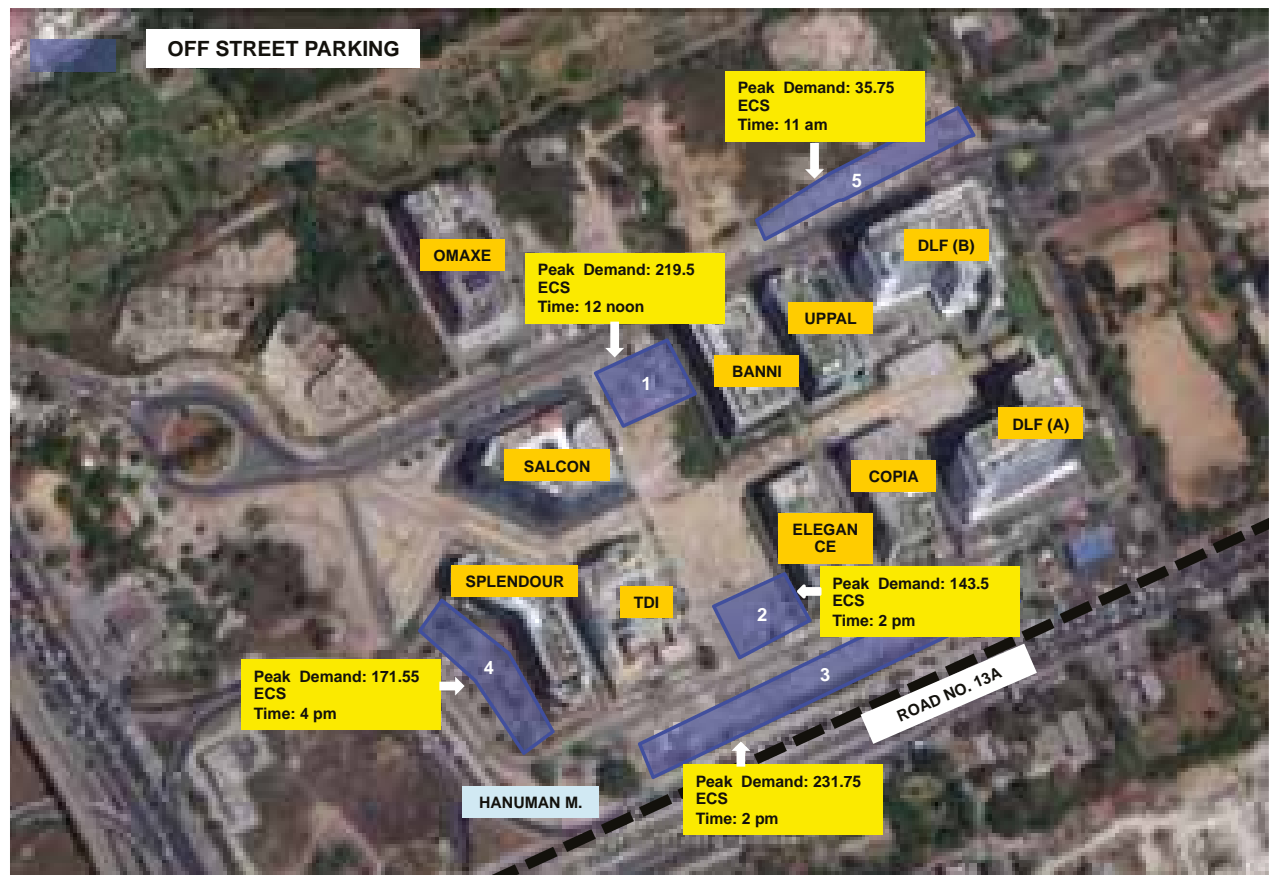 OFF STREET PARKING
Peak Demand: 35.75
ECS
Time: 11 am
5
OMAXE
DLF (B)
Peak Demand: 219.5
ECS
Time: 12 noon
UPPAL
BANNI
1
DLF (A)
SALCON
COPIA
ELEGAN
CE
SPLENDOUR
TDI
Peak Demand: 143.5
ECS
Time: 2 pm
2
4
3
Peak Demand: 171.55
ECS
Time: 4 pm
ROAD NO. 13A
Peak Demand: 231.75
ECS
Time: 2 pm
HANUMAN M.